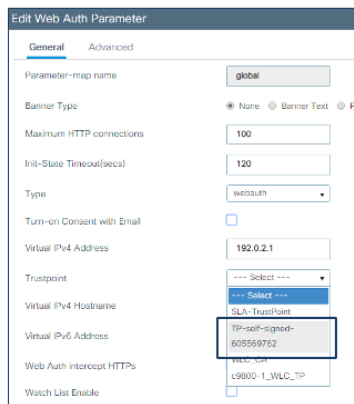 Edit Web Auth Parameter
General Advanced
Parameter-map name global
Banner Type None Banner Text
Maximum HTTP connections 100
Init-State Timeout(secs) 120
Type webauth
Turn-on Consent with Email
Virtual IPv4 Address 192.0.2.1
Trustpoint --- Select ---
--- Select ---
SLA-TrustPoint
Virtual IPv4 Hostname
TP-self-signed-
605569762
Virtual IPv6 Address
WLC_CA
Web Auth intercept HTTPs
c9800-1_WLC_TP
Watch List Enable